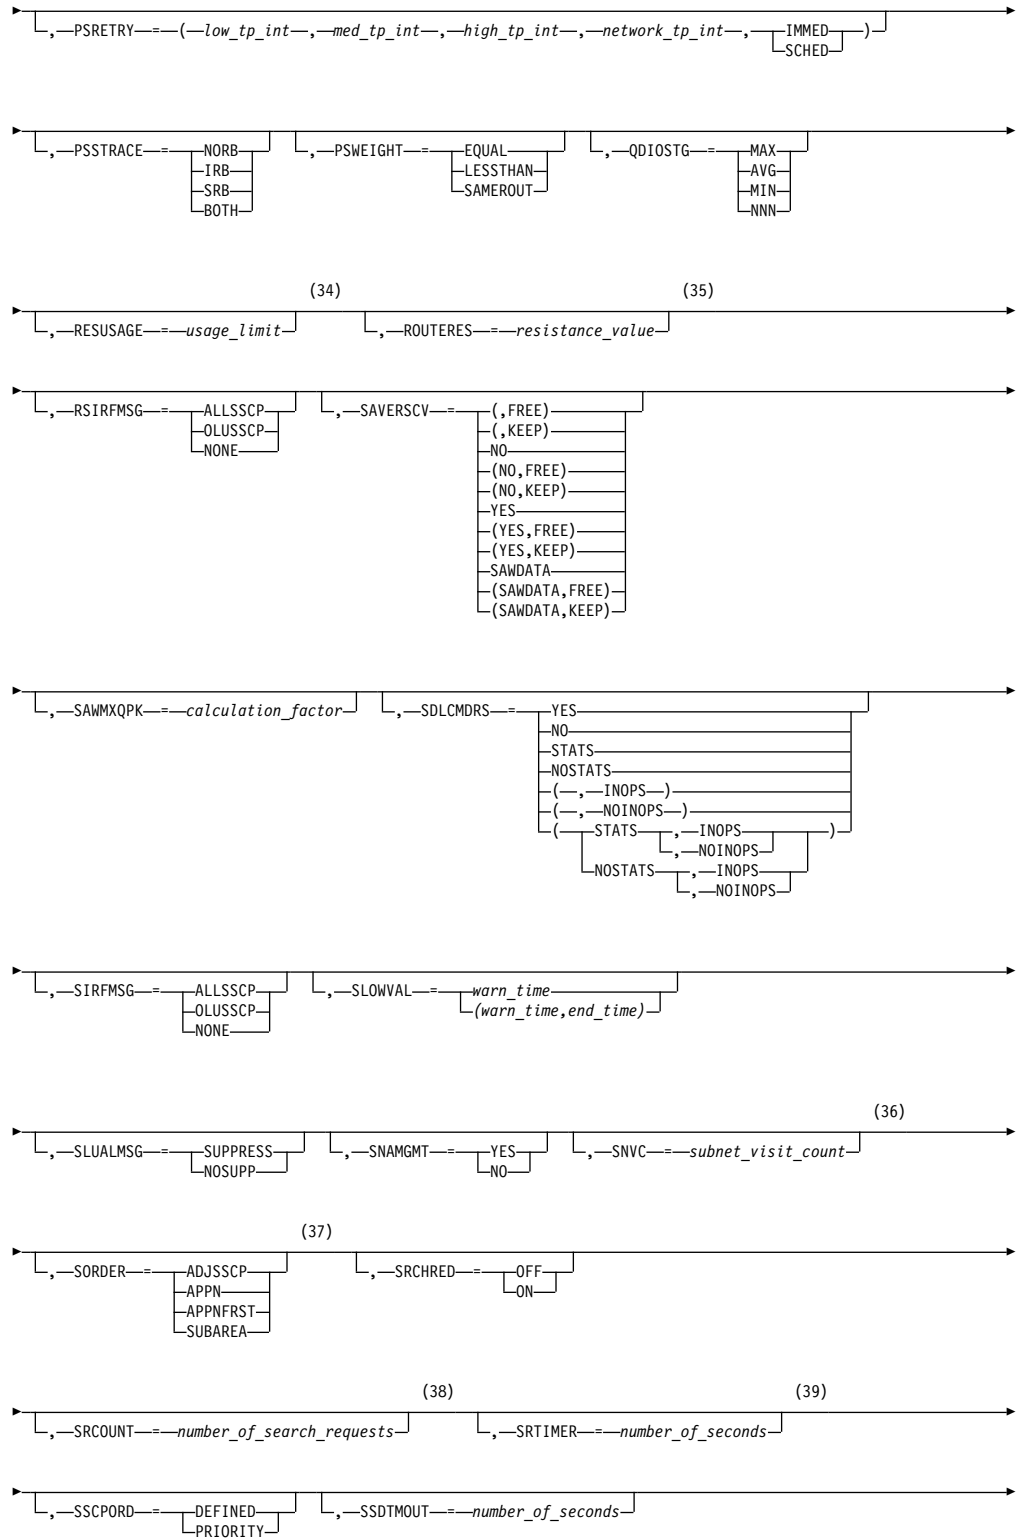 ,PSRETRY=(low_tp_int,med_tp_int,high_tp_int,network_tp_int,IMMED)
SCHED
,PSSTRACE=NORB ,PSWEIGHT=EQUAL ,QDIOSTG=MAX
IRB LESSTHAN AVG
SRB SAMEROUT MIN
BOTH NNN
(34) (35)
,RESUSAGE=usage_limit ,ROUTERES=resistance_value
,RSIRFMSG=ALLSSCP ,SAVERSCV=(,FREE)
OLUSSCP (,KEEP)
NONE NO
(NO,FREE)
(NO,KEEP)
YES
(YES,FREE)
(YES,KEEP)
SAWDATA
(SAWDATA,FREE)
(SAWDATA,KEEP)
,SAWMXQPK=calculation_factor ,SDLCMDRS=YES
NO
STATS
NOSTATS
(,INOPS)
(,NOINOPS)
(STATS,INOPS)
,NOINOPS
NOSTATS,INOPS
,NOINOPS
,SIRFMSG=ALLSSCP ,SLOWVAL=warn_time
OLUSSCP (warn_time,end_time)
NONE
(36)
,SLUALMSG=SUPPRESS ,SNAMGMT=YES ,SNVC=subnet_visit_count
NOSUPP NO
(37)
,SORDER=ADJSSCP ,SRCHRED=OFF
APPN ON
APPNFRST
SUBAREA
(38) (39)
,SRCOUNT=number_of_search_requests ,SRTIMER=number_of_seconds
,SSCPORD=DEFINED ,SSDTMOUT=number_of_seconds
PRIORITY